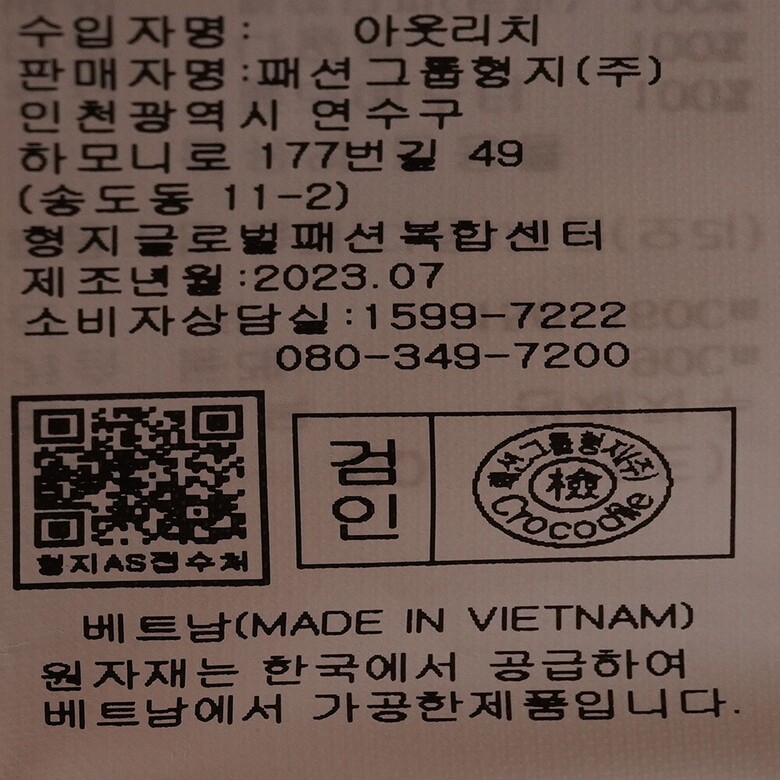 수입자명: 아웃리치
판매자명:패션그룹형지(주)
인천광역시 연수구
하모니로 177번길 49
(송도동 11-2)
형지글로벌패션복합센터
제조년월:2023.07
소비자상담실:1599-7222
080-349-7200
형지AS접수처
검인
패션그룹형지(주)
檢
Crocodile
베트남(MADE IN VIETNAM)
원자재는 한국에서 공급하여
베트남에서 가공한제품입니다.